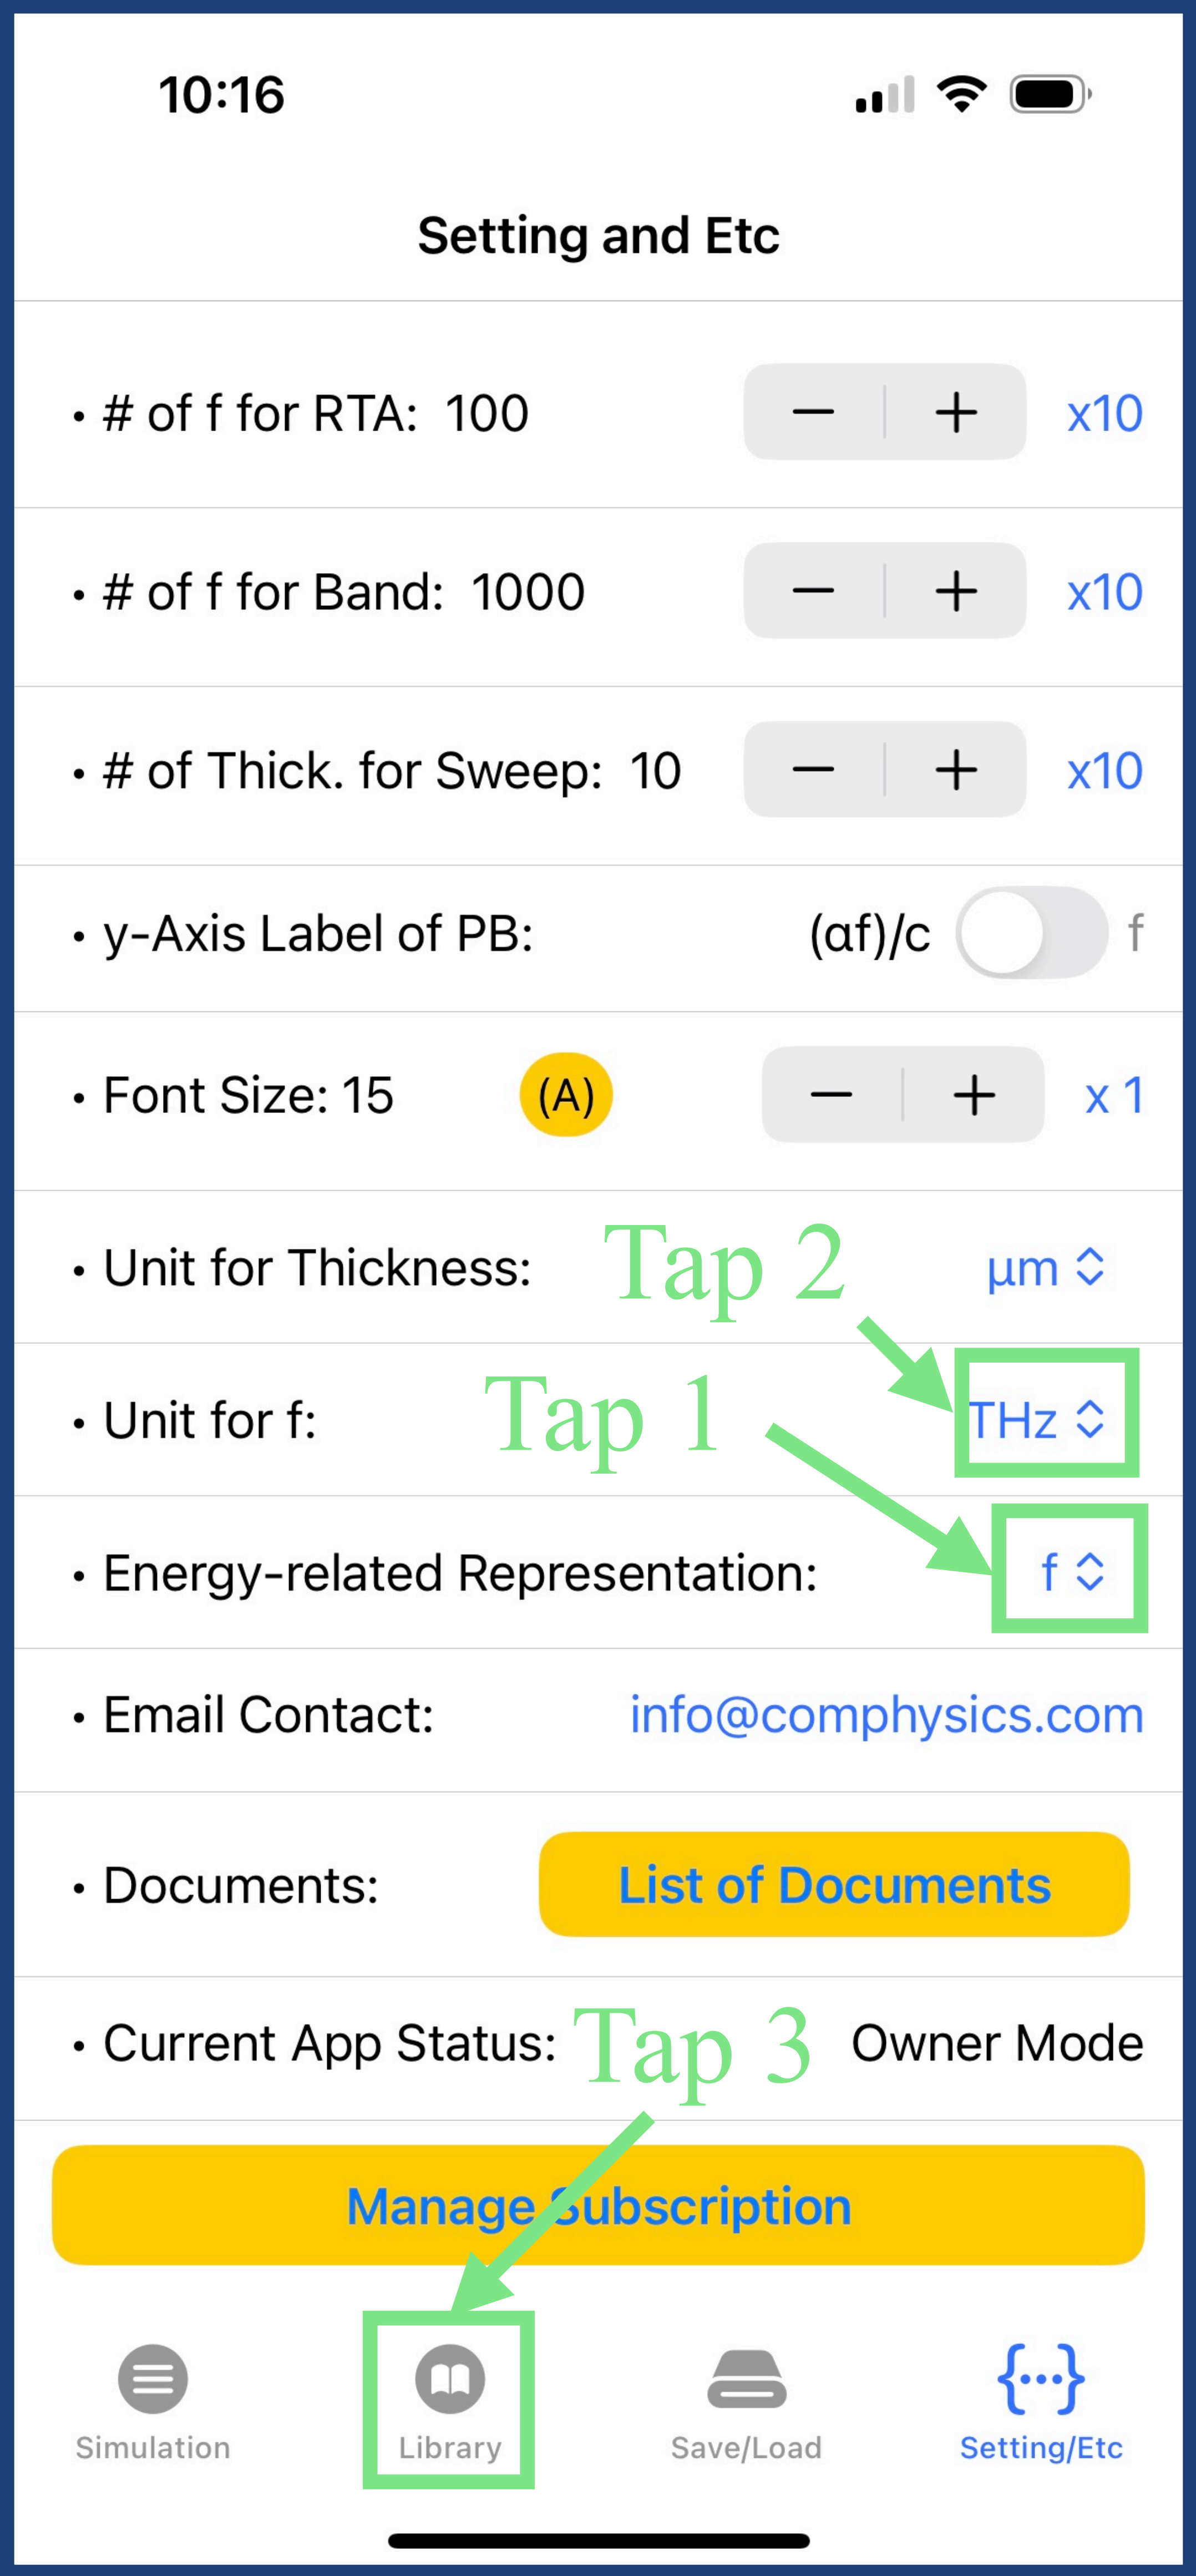 10:16
Setting and Etc
• # of f for RTA: 100 − + x10
• # of f for Band: 1000 − + x10
• # of Thick. for Sweep: 10 − + x10
• y-Axis Label of PB: (αf)/c f
• Font Size: 15 (A) − + x 1
• Unit for Thickness: Tap 2 µm
• Unit for f: Tap 1 THz
• Energy-related Representation: f
• Email Contact: info@comphysics.com
• Documents: List of Documents
• Current App Status: Tap 3 Owner Mode
Manage Subscription
{···}
Simulation Library Save/Load Setting/Etc